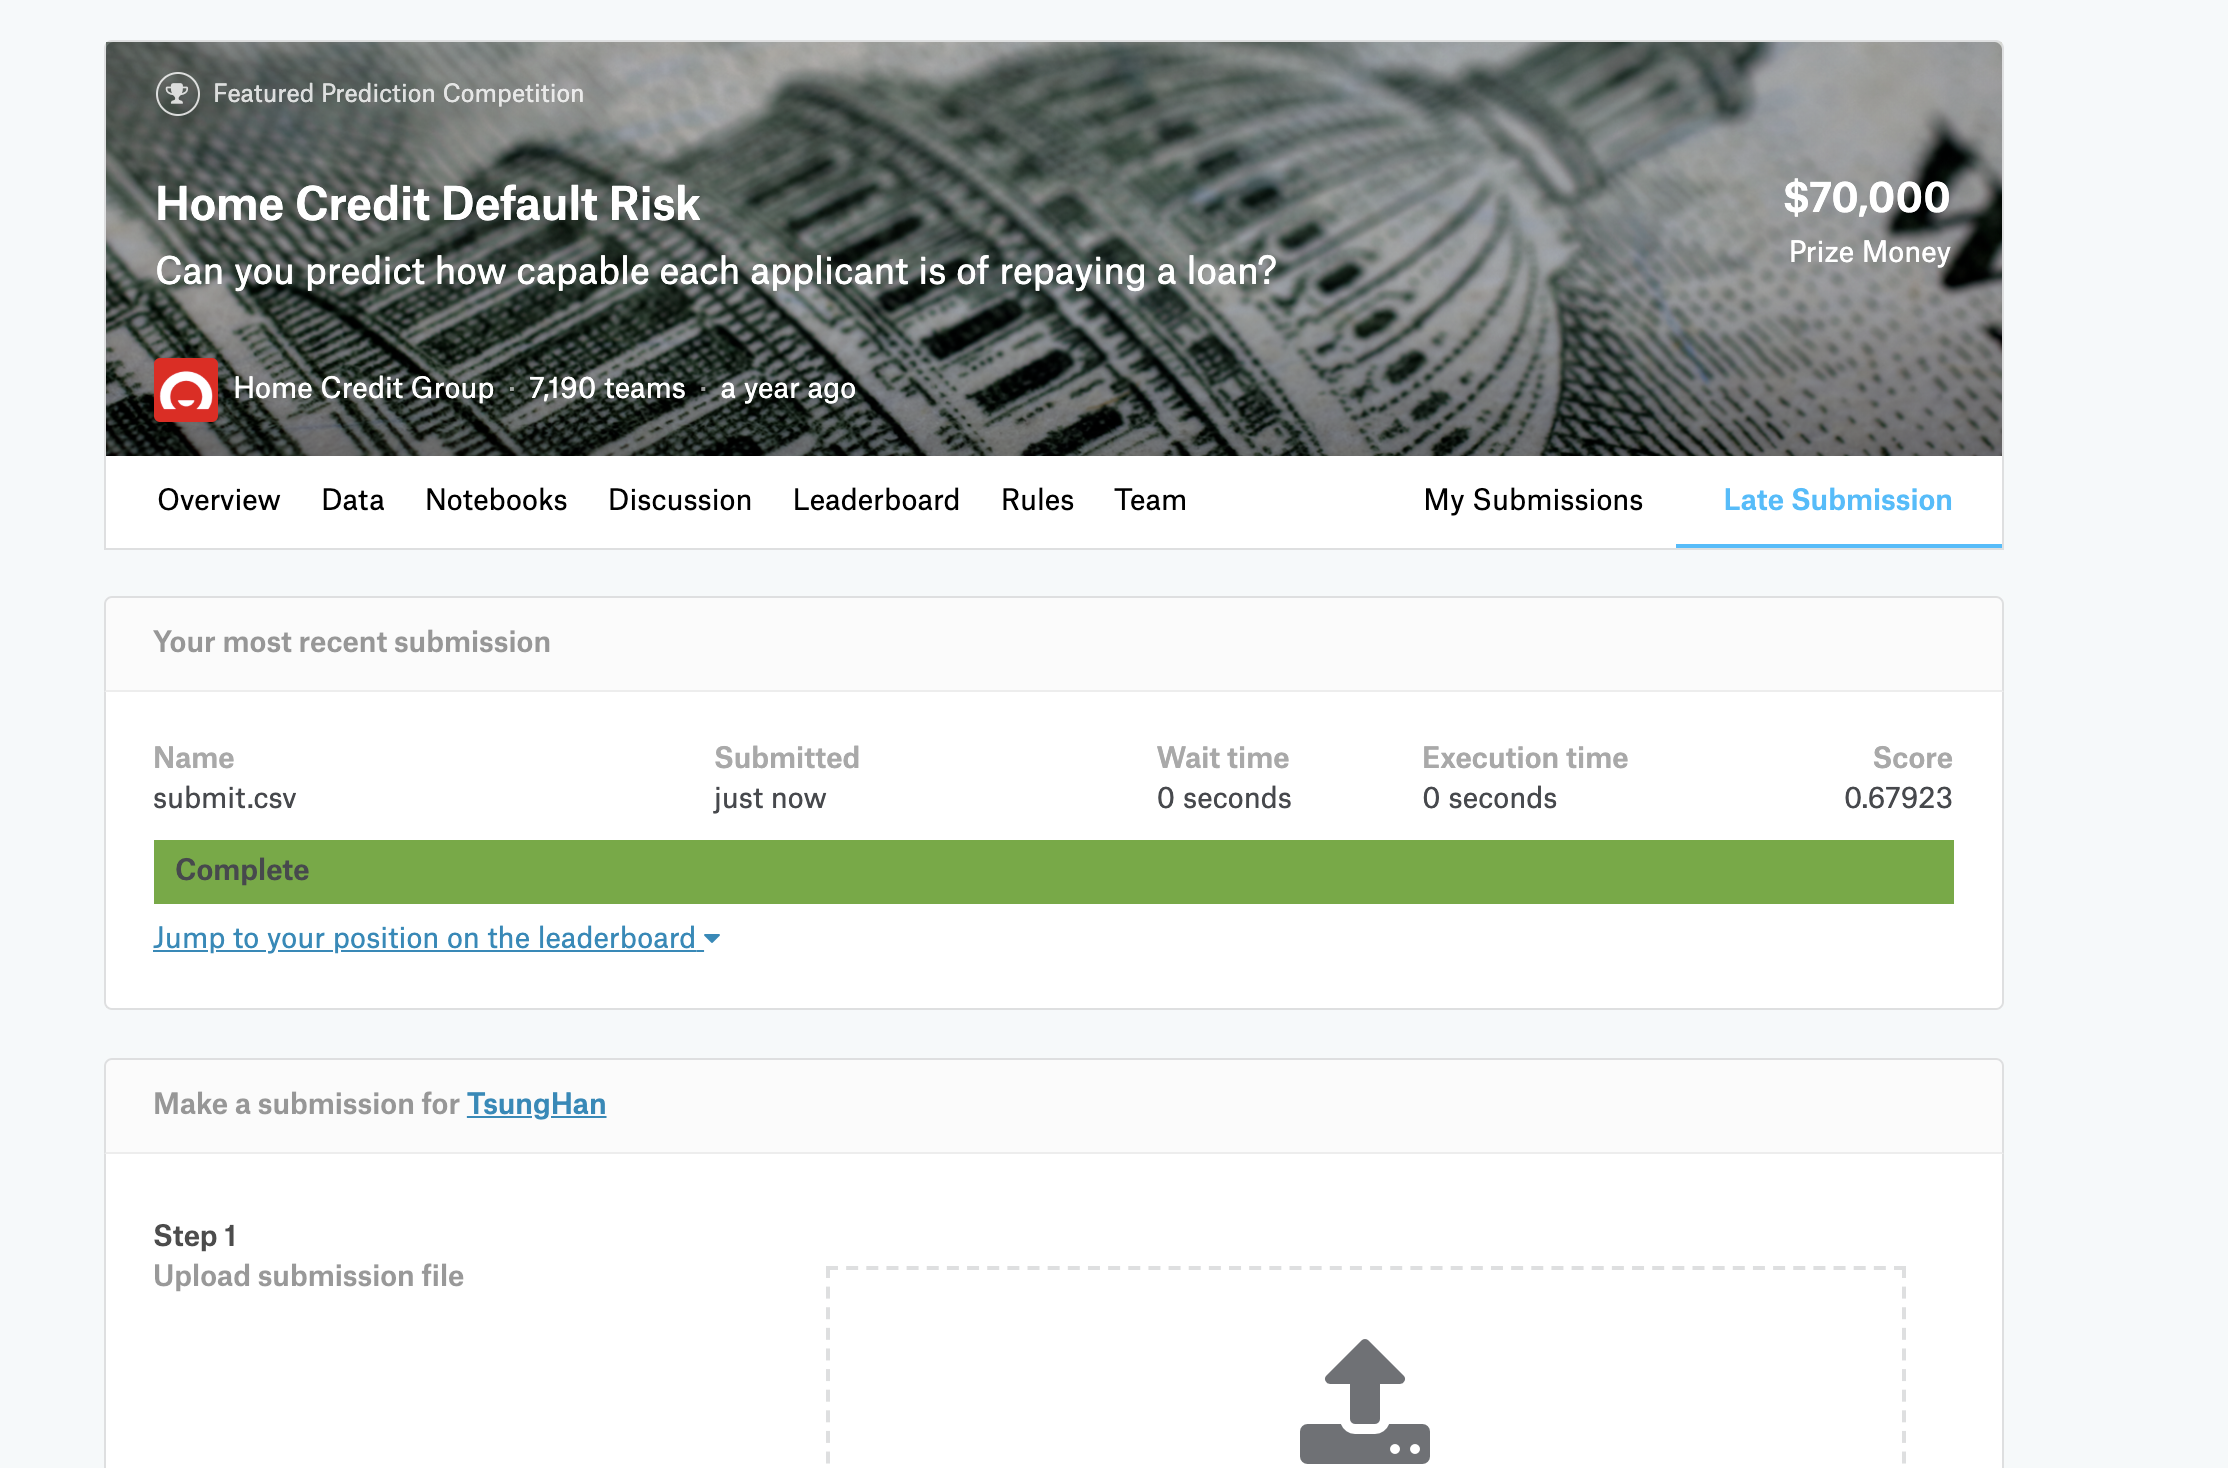 Featured Prediction Competition
Home Credit Default Risk
$70,000
Can you predict how capable each applicant is of repaying a loan?
Prize Money
Home Credit Group · 7,190 teams · a year ago
Overview Data Notebooks Discussion Leaderboard Rules Team My Submissions Late Submission
Your most recent submission
Name Submitted Wait time Execution time Score
submit.csv just now 0 seconds 0 seconds 0.67923
Complete
Jump to your position on the leaderboard
Make a submission for TsungHan
Step 1
Upload submission file